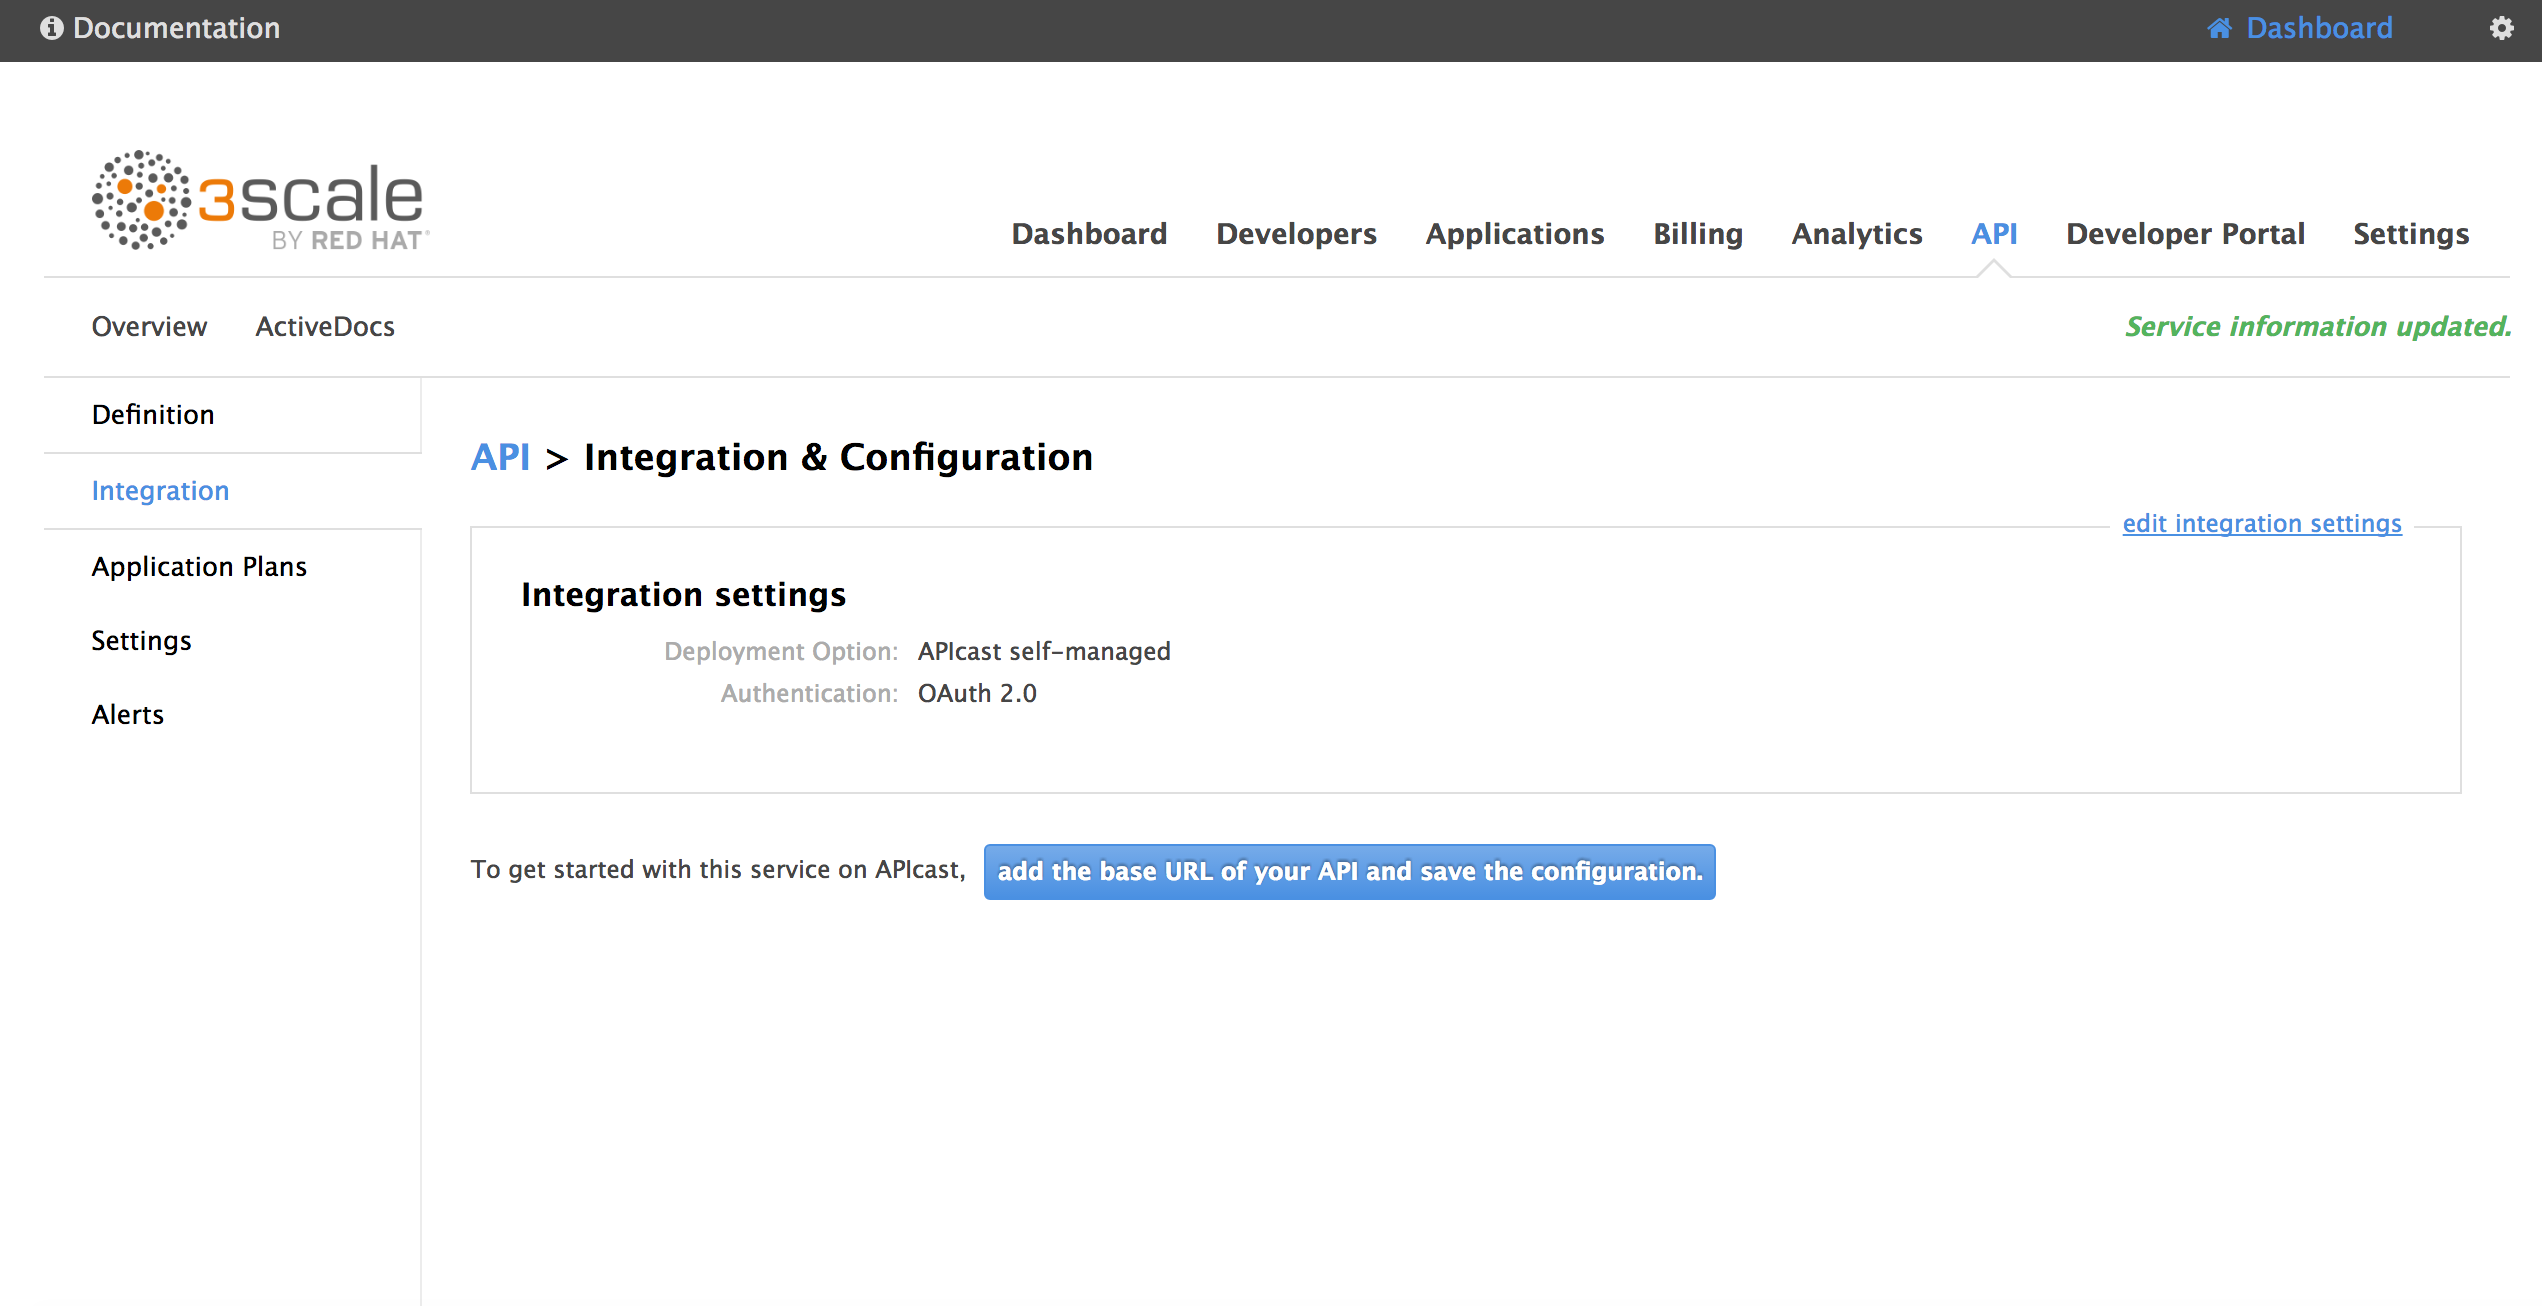 Documentation
Dashboard
3scale
BY RED HAT®
Dashboard Developers Applications Billing Analytics API Developer Portal Settings
Overview ActiveDocs
Service information updated.
Definition
Integration
Application Plans
Settings
Alerts
API > Integration & Configuration
edit integration settings
Integration settings
Deployment Option: APIcast self-managed
Authentication: OAuth 2.0
To get started with this service on APIcast, add the base URL of your API and save the configuration.